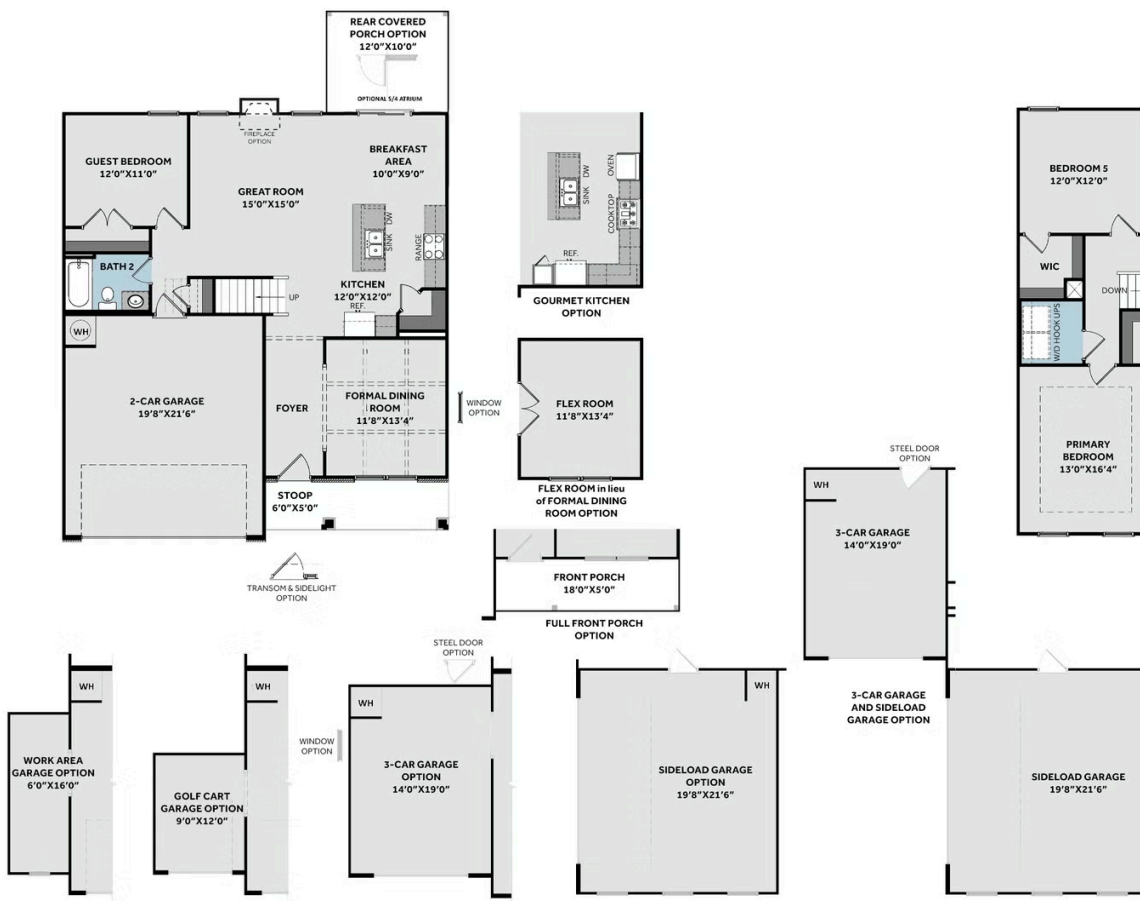 REAR COVERED
PORCH OPTION
12'0"X10'0"
OPTIONAL 5/4 ATRIUM
FIREPLACE
OPTION
GUEST BEDROOM
12'0"X11'0"
GREAT ROOM
15'0"X15'0"
BREAKFAST
AREA
10'0"X9'0"
DW
SINK
RANGE
BATH 2
KITCHEN
12'0"X12'0"
REF.
UP
WH
2-CAR GARAGE
19'8"X21'6"
FOYER
FORMAL DINING
ROOM
11'8"X13'4"
STOOP
6'0"X5'0"
WINDOW
OPTION
TRANSOM & SIDELIGHT
OPTION
DW
SINK
OVEN
COOKTOP
REF.
GOURMET KITCHEN
OPTION
FLEX ROOM
11'8"X13'4"
FLEX ROOM in lieu
of FORMAL DINING
ROOM OPTION
FRONT PORCH
18'0"X5'0"
FULL FRONT PORCH
OPTION
BEDROOM 5
12'0"X12'0"
WIC
DOWN
W/D HOOK UPS
PRIMARY
BEDROOM
13'0"X16'4"
STEEL DOOR
OPTION
WH
3-CAR GARAGE
14'0"X19'0"
3-CAR GARAGE
AND SIDELOAD
GARAGE OPTION
SIDELOAD GARAGE
19'8"X21'6"
WH
WORK AREA
GARAGE OPTION
6'0"X16'0"
WH
GOLF CART
GARAGE OPTION
9'0"X12'0"
STEEL DOOR
OPTION
WH
WINDOW
OPTION
3-CAR GARAGE
OPTION
14'0"X19'0"
WH
SIDELOAD GARAGE
OPTION
19'8"X21'6"